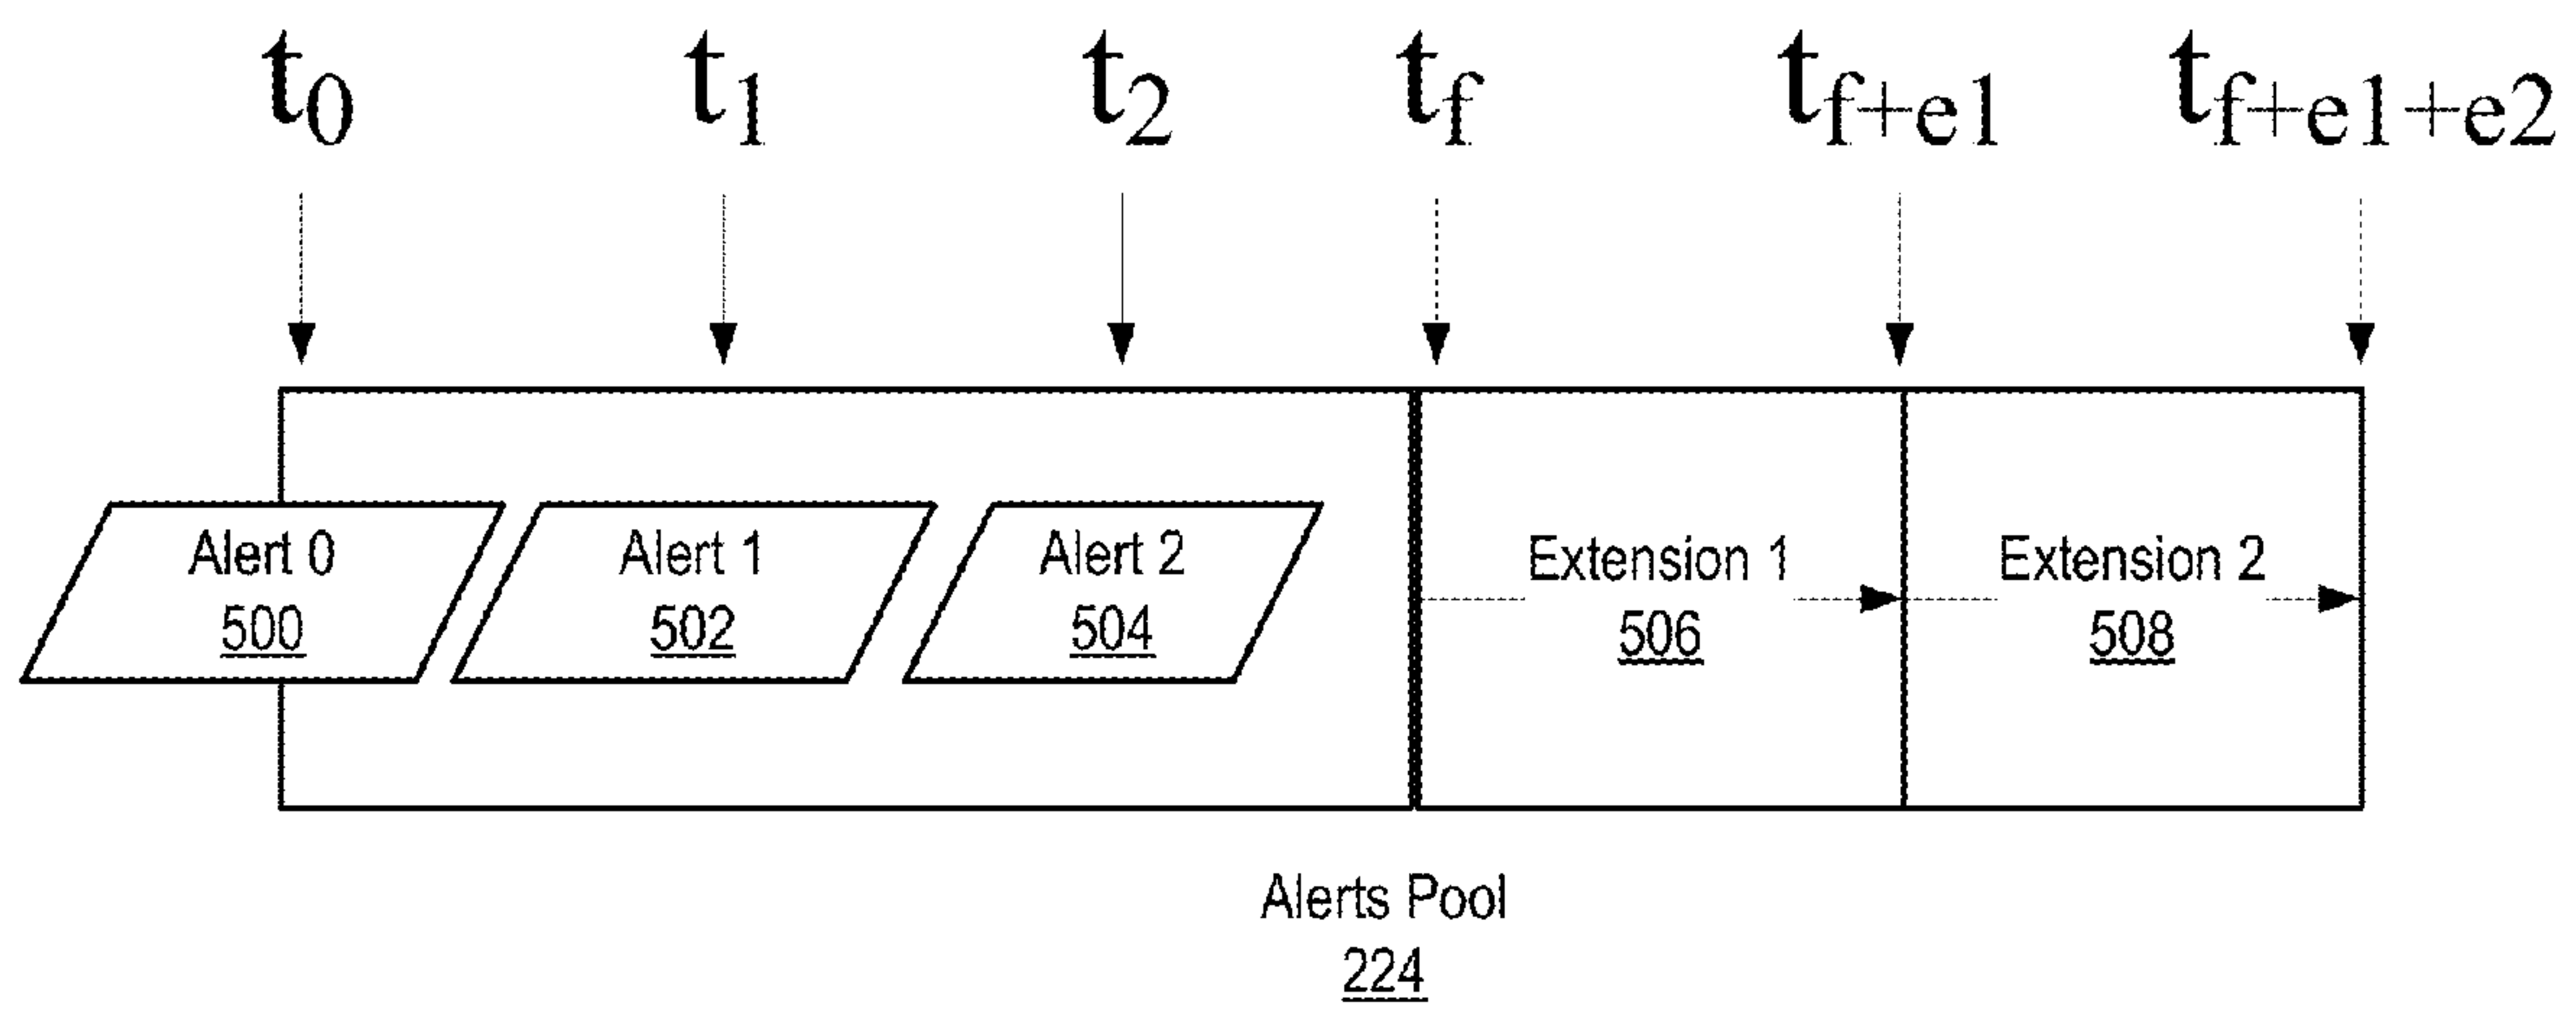 t0 t1 t2 tf tf+e1 tf+e1+e2
Alert 0 Alert 1 Alert 2 Extension 1 Extension 2
500 502 504 506 508
Alerts Pool
224